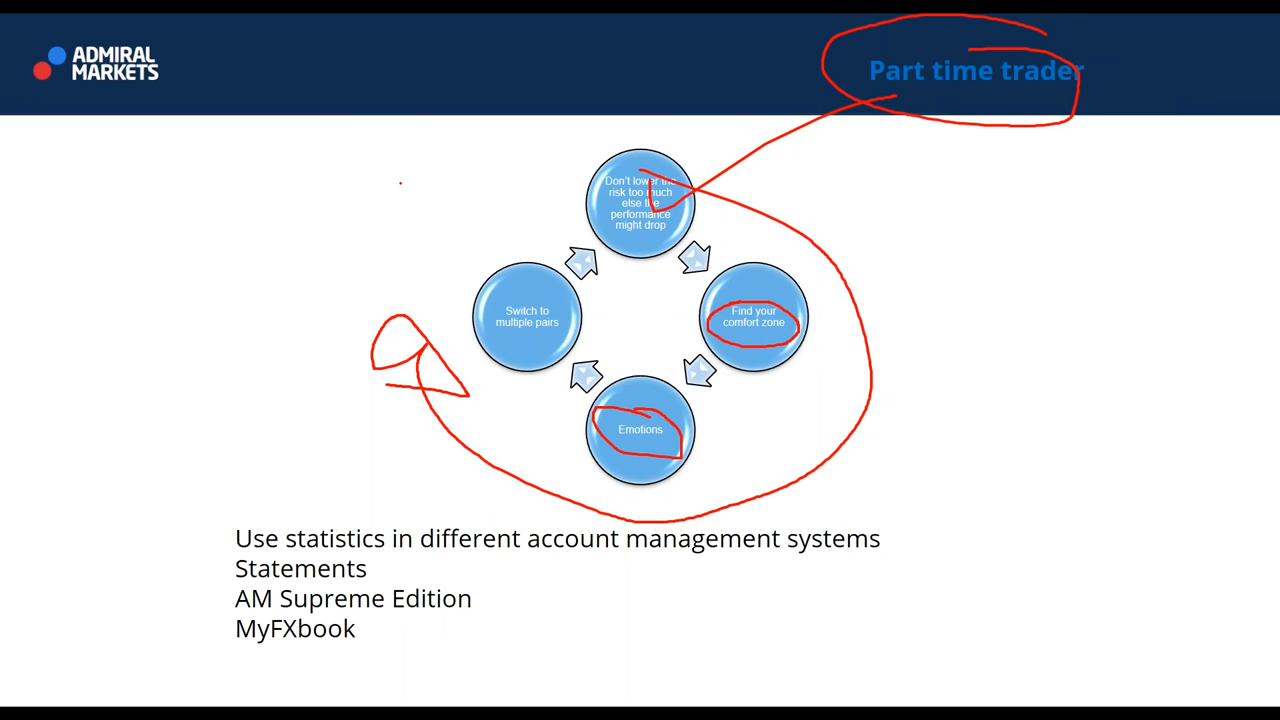 ADMIRAL
MARKETS
Part time trader
Don't lower the
risk too much
else the
performance
might drop
Switch to
multiple pairs
Find your
comfort zone
Emotions
Use statistics in different account management systems
Statements
AM Supreme Edition
MyFXbook